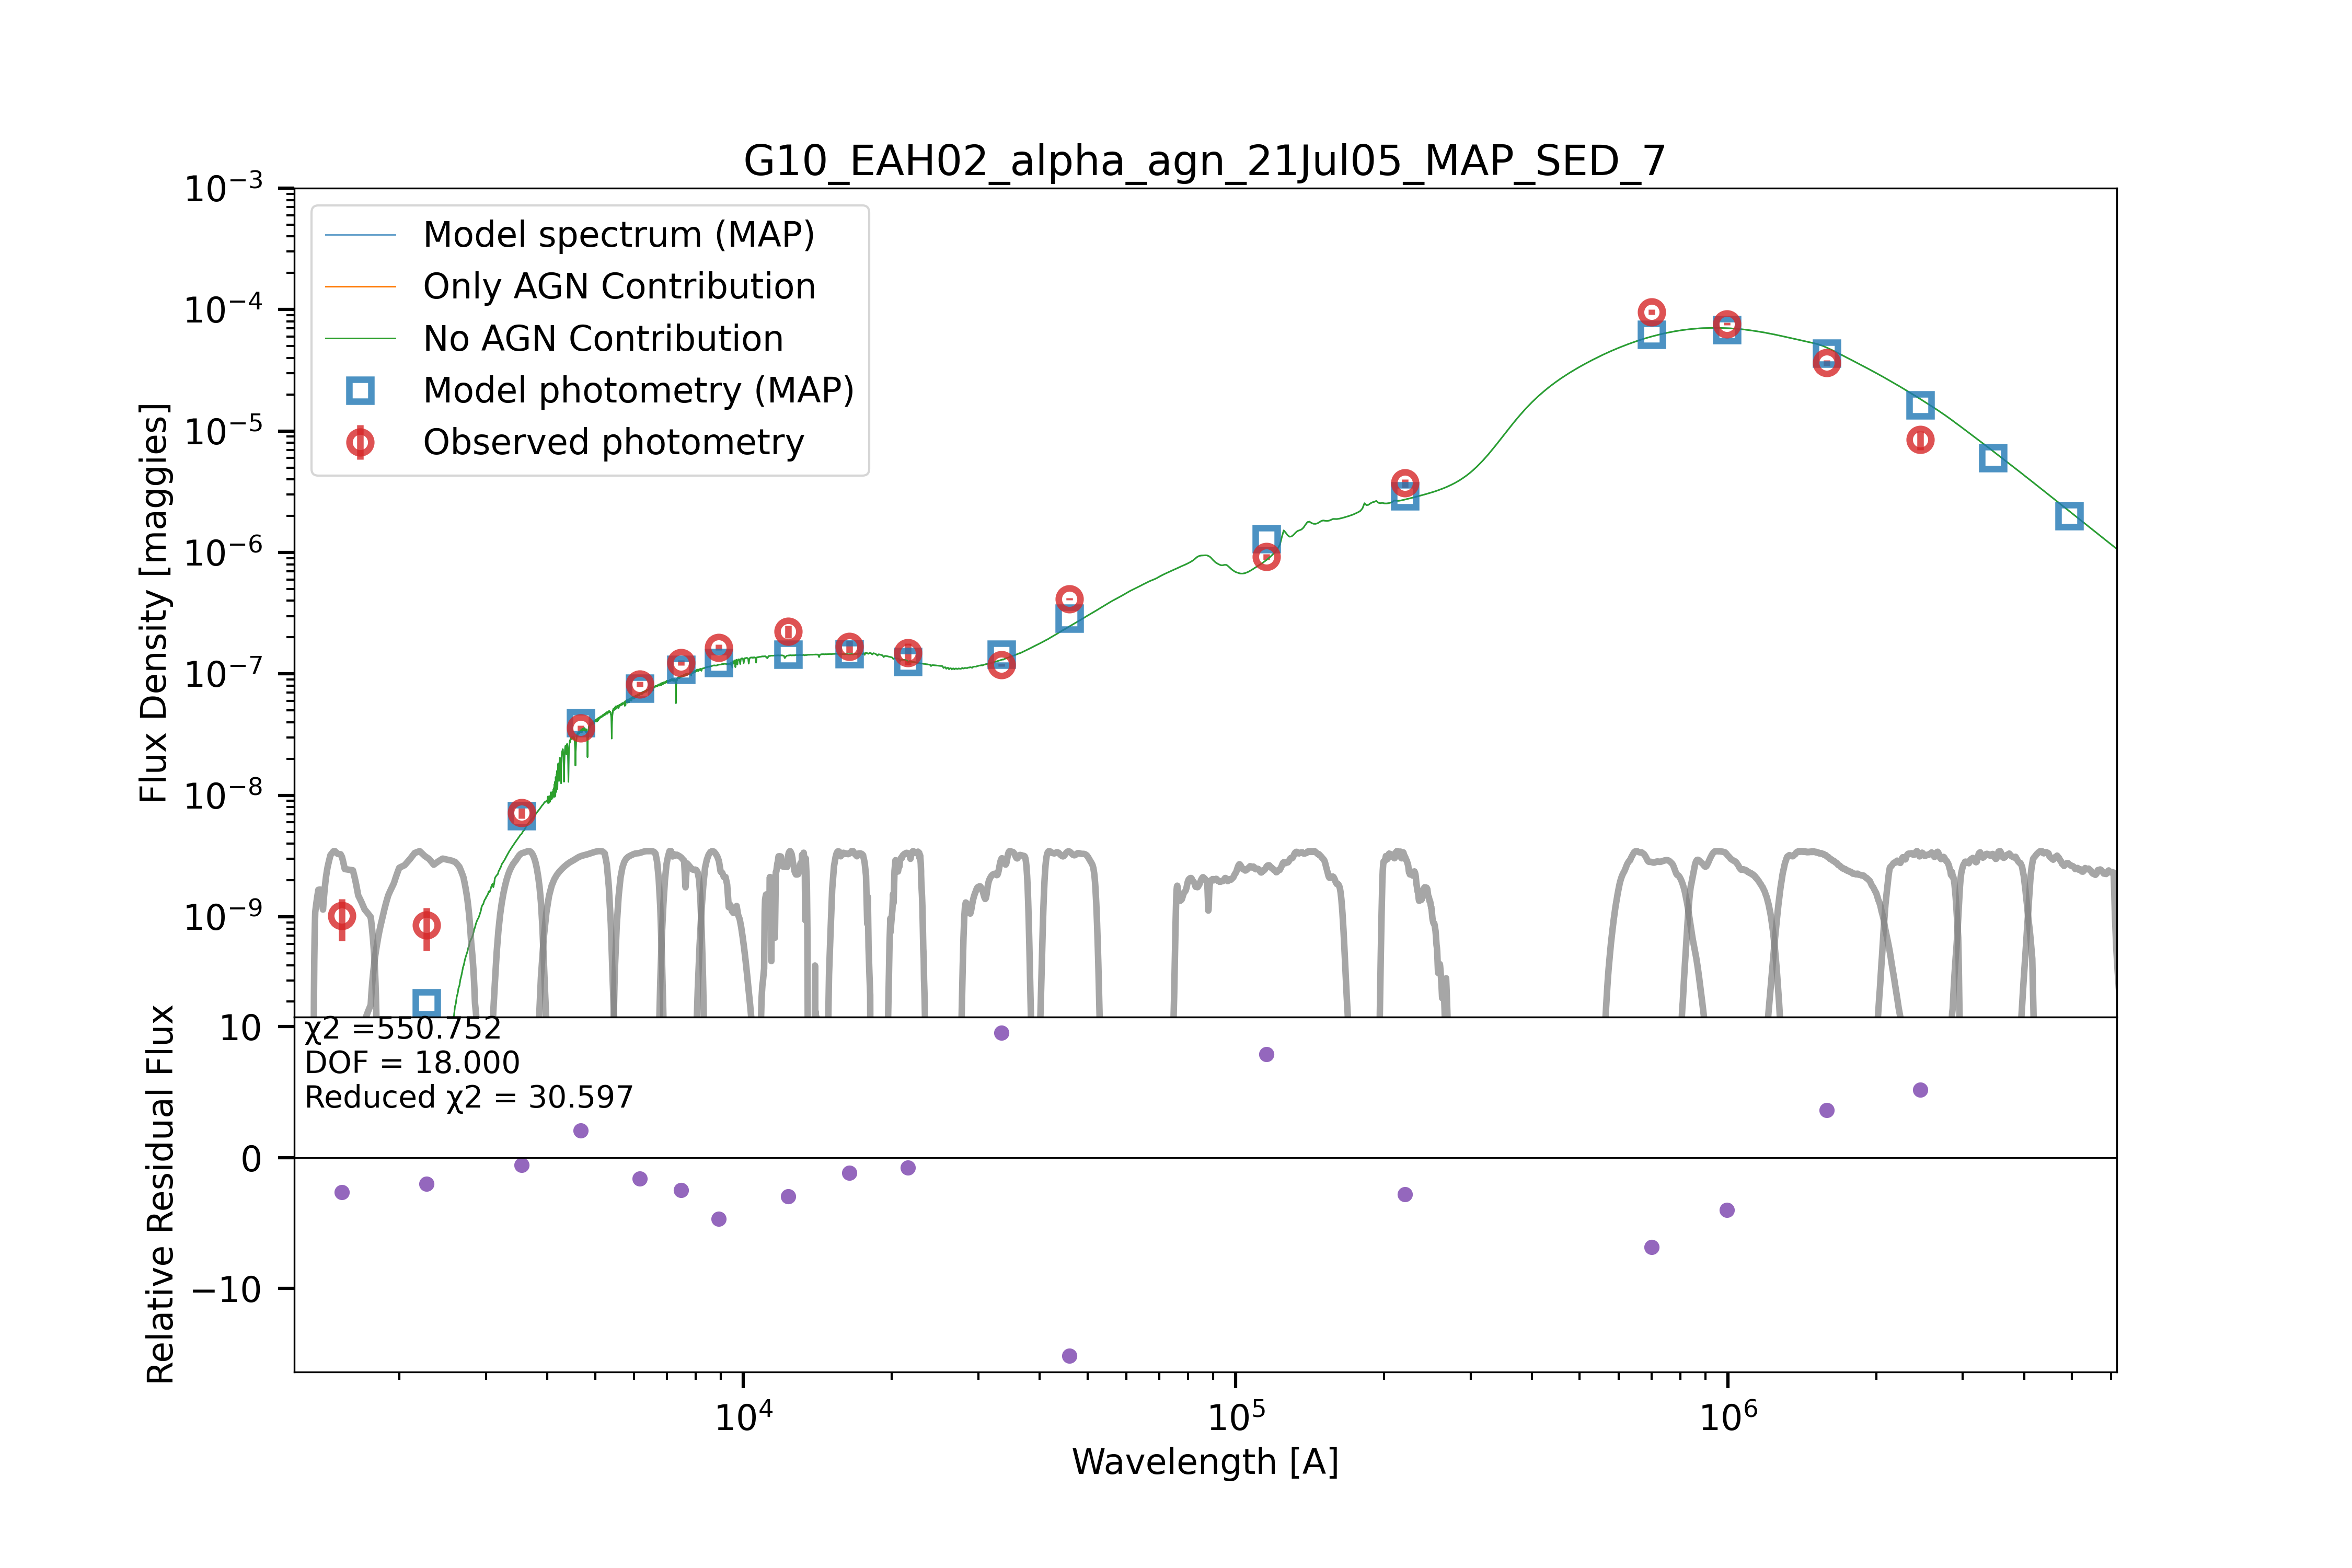 G10_EAH02_alpha_agn_21Jul05_MAP_SED_7
Flux Density [maggies]
10⁻³
10⁻⁴
10⁻⁵
10⁻⁶
10⁻⁷
10⁻⁸
10⁻⁹
Model spectrum (MAP)
Only AGN Contribution
No AGN Contribution
Model photometry (MAP)
Observed photometry
Relative Residual Flux
10
0
−10
χ2 =550.752
DOF = 18.000
Reduced χ2 = 30.597
10⁴ 10⁵ 10⁶
Wavelength [A]